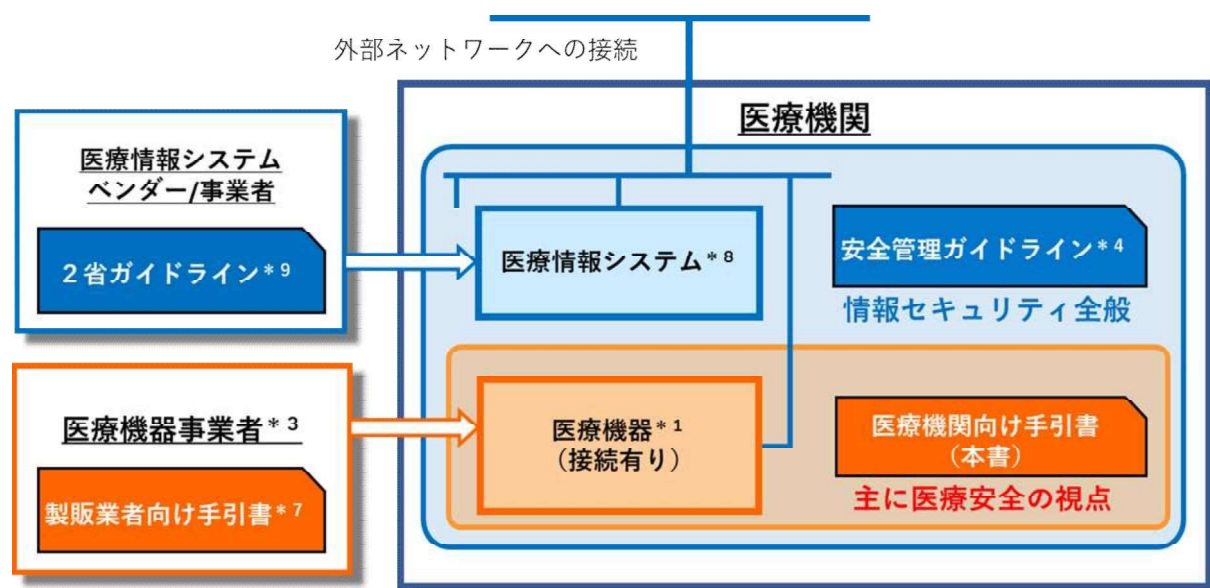 外部ネットワークへの接続
医療機関
医療情報システム
ベンダー/事業者
2省ガイドライン*9
医療情報システム*8
安全管理ガイドライン*4
情報セキュリティ全般
医療機器事業者*3
製販業者向け手引書*7
医療機器*1
（接続有り）
医療機関向け手引書
（本書）
主に医療安全の視点